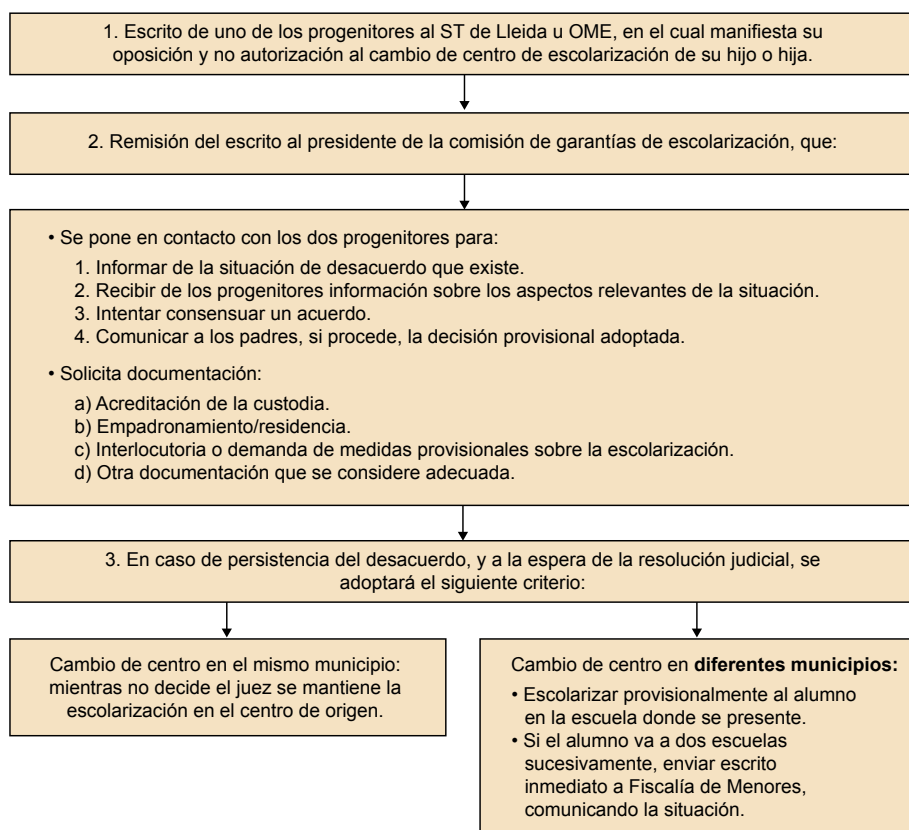 1. Escrito de uno de los progenitores al ST de Lleida u OME, en el cual manifiesta su
oposición y no autorización al cambio de centro de escolarización de su hijo o hija.
2. Remisión del escrito al presidente de la comisión de garantías de escolarización, que:
• Se pone en contacto con los dos progenitores para:
1. Informar de la situación de desacuerdo que existe.
2. Recibir de los progenitores información sobre los aspectos relevantes de la situación.
3. Intentar consensuar un acuerdo.
4. Comunicar a los padres, si procede, la decisión provisional adoptada.
• Solicita documentación:
a) Acreditación de la custodia.
b) Empadronamiento/residencia.
c) Interlocutoria o demanda de medidas provisionales sobre la escolarización.
d) Otra documentación que se considere adecuada.
3. En caso de persistencia del desacuerdo, y a la espera de la resolución judicial, se
adoptará el siguiente criterio:
Cambio de centro en el mismo municipio:
mientras no decide el juez se mantiene la
escolarización en el centro de origen.
Cambio de centro en diferentes municipios:
• Escolarizar provisionalmente al alumno
en la escuela donde se presente.
• Si el alumno va a dos escuelas
sucesivamente, enviar escrito
inmediato a Fiscalía de Menores,
comunicando la situación.